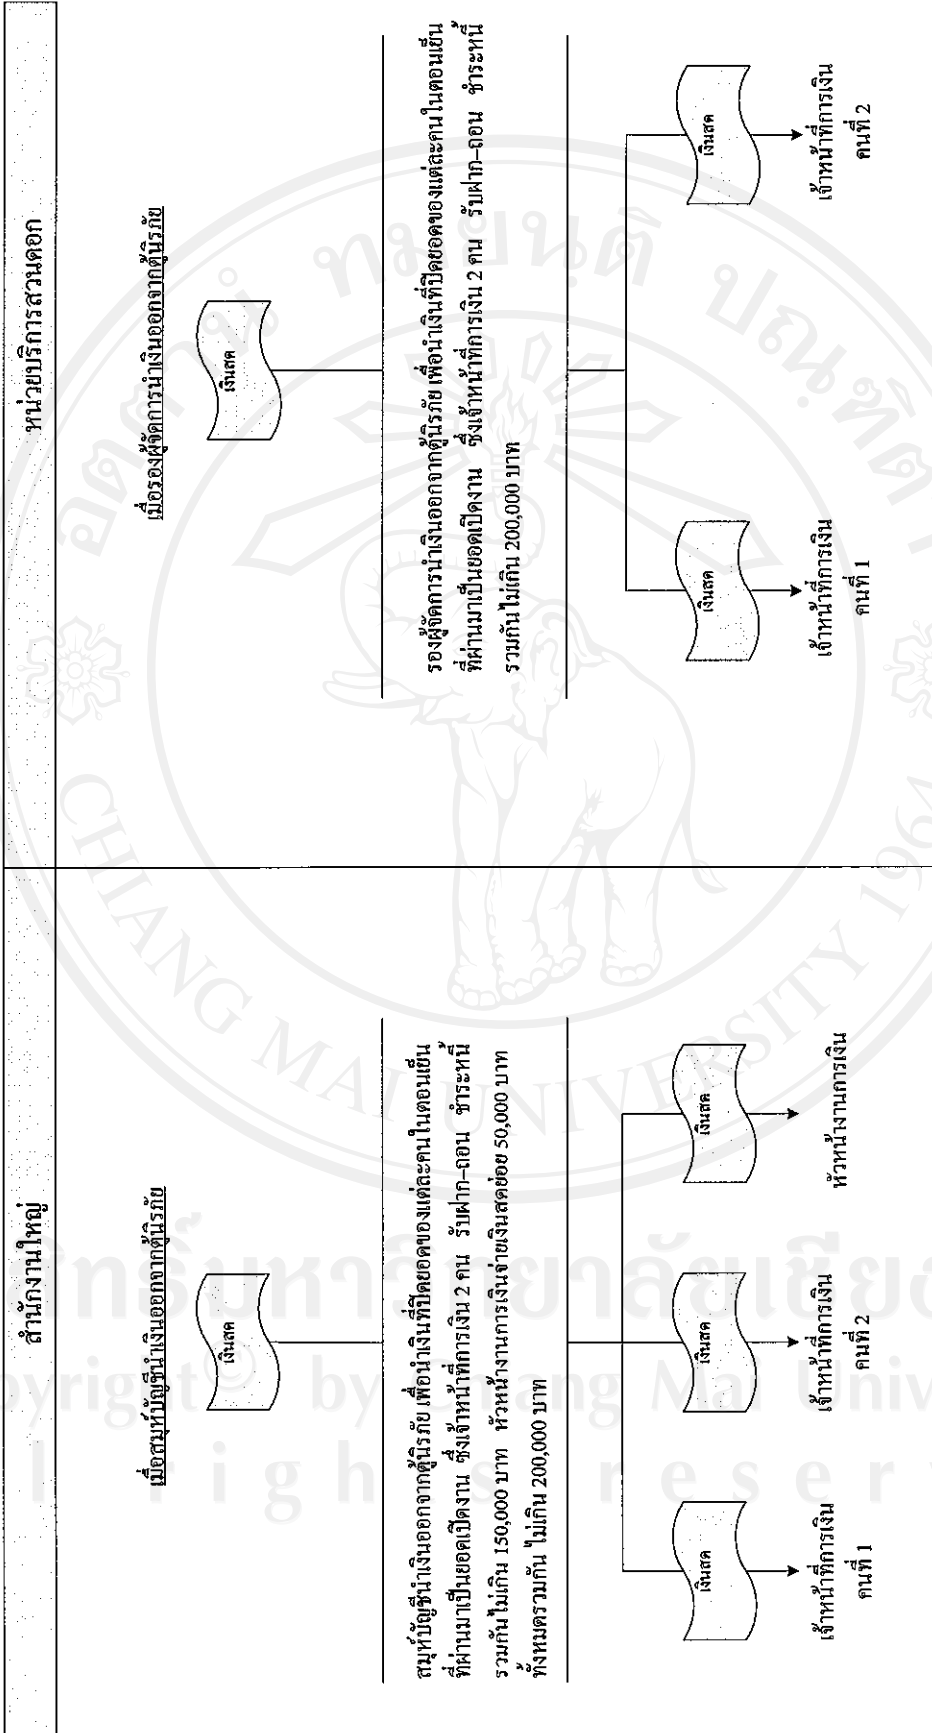 สำนักงานใหญ่
หน่วยบริการสวนดอก
เมื่อสมุห์บัญชีนำเงินออกจากตู้นิรภัย
เงินสด
สมุห์บัญชีนำเงินออกจากตู้นิรภัย เพื่อนำเงินที่ปิดยอดของแต่ละคนในตอนเย็น
ที่ผ่านมาเป็นยอดเปิดงาน ซึ่งเจ้าหน้าที่การเงิน 2 คน รับฝาก-ถอน ชำระหนี้
รวมกันไม่เกิน 150,000 บาท หัวหน้างานการเงินจ่ายเงินสดย่อย 50,000 บาท
ทั้งหมดรวมกัน ไม่เกิน 200,000 บาท
เงินสด
เงินสด
เงินสด
เจ้าหน้าที่การเงิน
คนที่ 1
เจ้าหน้าที่การเงิน
คนที่ 2
หัวหน้างานการเงิน
เมื่อรองผู้จัดการนำเงินออกจากตู้นิรภัย
เงินสด
รองผู้จัดการนำเงินออกจากตู้นิรภัย เพื่อนำเงินที่ปิดยอดของแต่ละคนในตอนเย็น
ที่ผ่านมาเป็นยอดเปิดงาน ซึ่งเจ้าหน้าที่การเงิน 2 คน รับฝาก-ถอน ชำระหนี้
รวมกันไม่เกิน 200,000 บาท
เงินสด
เงินสด
เจ้าหน้าที่การเงิน
คนที่ 1
เจ้าหน้าที่การเงิน
คนที่ 2
CHIANG MAI UNIVERSITY 1964